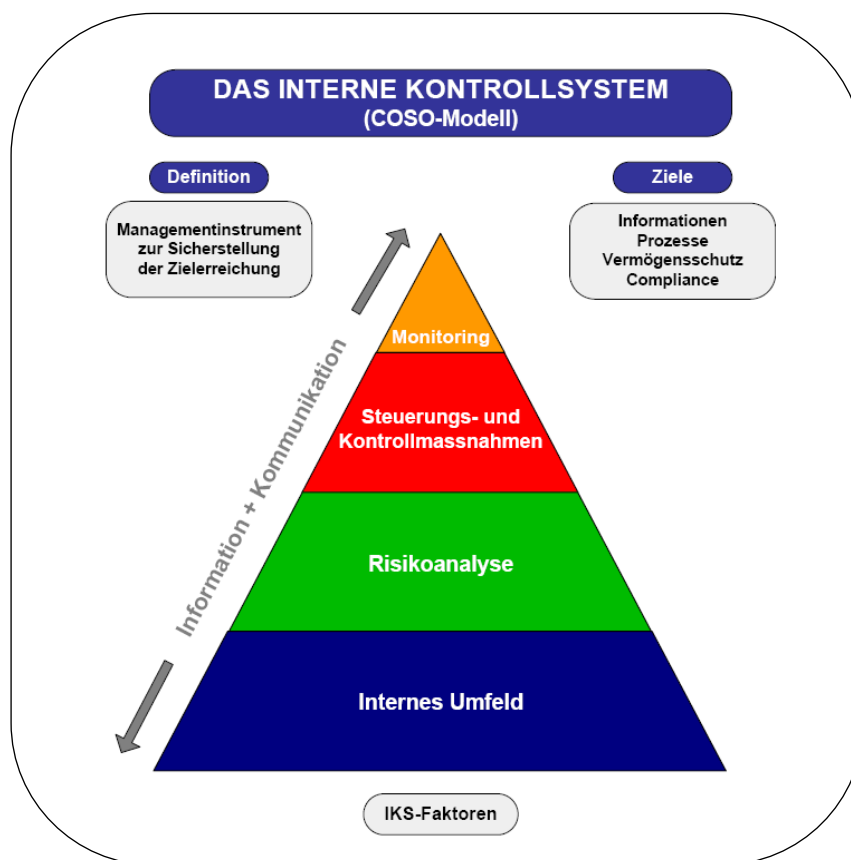 DAS INTERNE KONTROLLSYSTEM
(COSO-Modell)
Definition
Managementinstrument
zur Sicherstellung
der Zielerreichung
Ziele
Informationen
Prozesse
Vermögensschutz
Compliance
Information + Kommunikation
Monitoring
Steuerungs- und
Kontrollmassnahmen
Risikoanalyse
Internes Umfeld
IKS-Faktoren